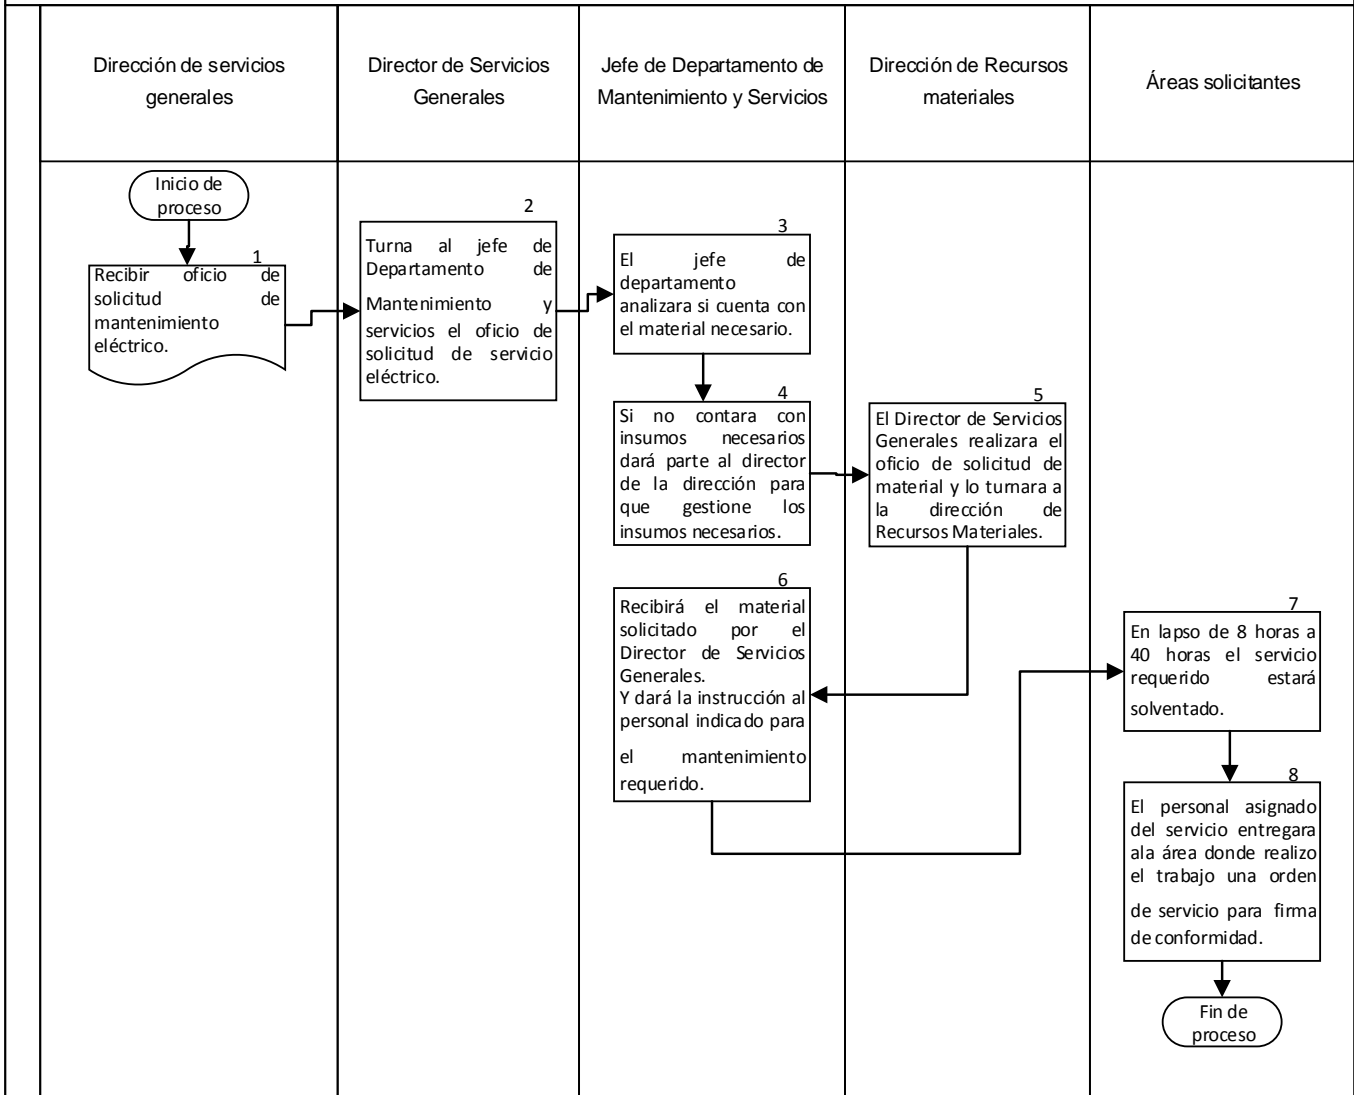 Dirección de servicios
generales
Director de Servicios
Generales
Jefe de Departamento de
Mantenimiento y Servicios
Dirección de Recursos
materiales
Áreas solicitantes
Inicio de
proceso
1
Recibir oficio de
solicitud de
mantenimiento
eléctrico.
2
Turna al jefe de
Departamento de
Mantenimiento y
servicios el oficio de
solicitud de servicio
eléctrico.
3
El jefe de
departamento
analizara si cuenta con
el material necesario.
4
Si no contara con
insumos necesarios
dará parte al director
de la dirección para
que gestione los
insumos necesarios.
5
El Director de Servicios
Generales realizara el
oficio de solicitud de
material y lo turnara a
la dirección de
Recursos Materiales.
6
Recibirá el material
solicitado por el
Director de Servicios
Generales.
Y dará la instrucción al
personal indicado para
el mantenimiento
requerido.
7
En lapso de 8 horas a
40 horas el servicio
requerido estará
solventado.
8
El personal asignado
del servicio entregara
ala área donde realizo
el trabajo una orden
de servicio para firma
de conformidad.
Fin de
proceso